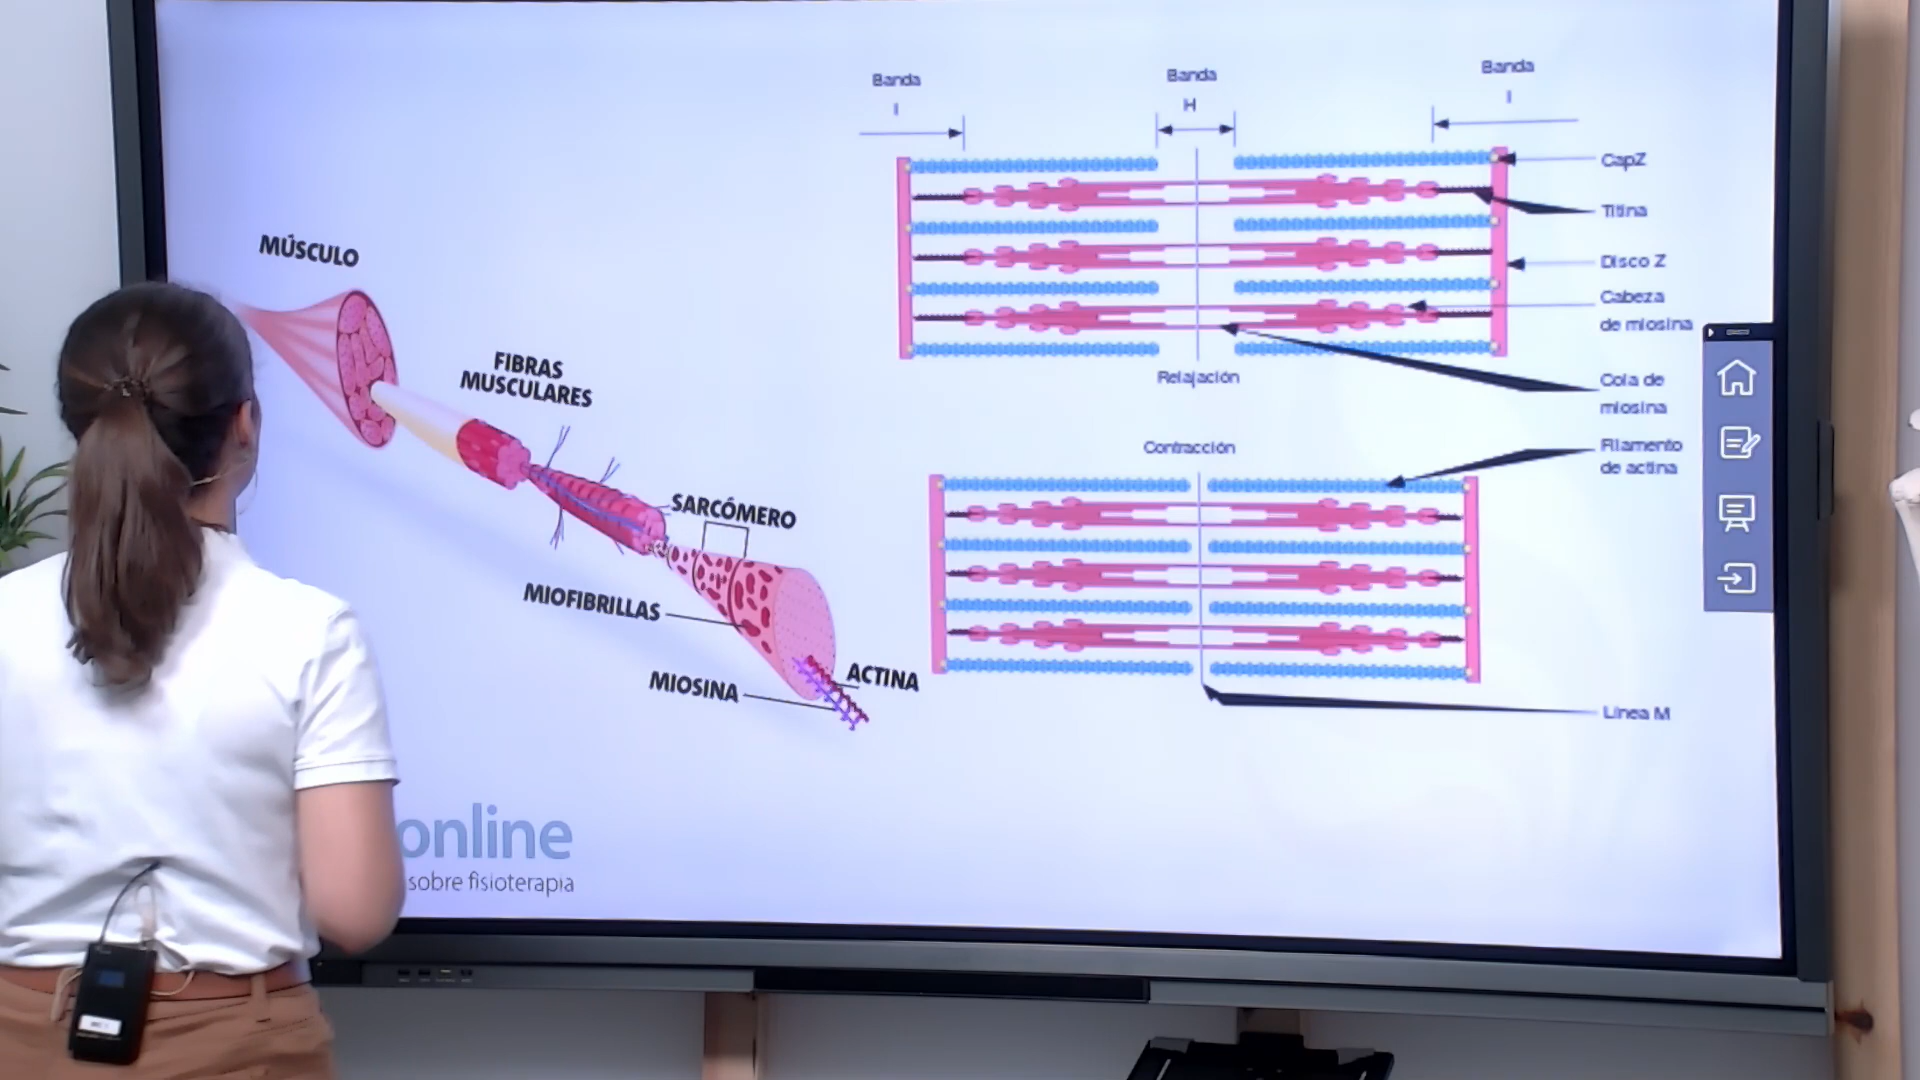 MÚSCULO
FIBRAS
MUSCULARES
SARCÓMERO
MIOFIBRILLAS
MIOSINA
ACTINA
Banda
I
Banda
H
Banda
I
CapZ
Titina
Disco Z
Cabeza
de miosina
Relajación
Cola de
miosina
Contracción
Filamento
de actina
Línea M
online
sobre fisioterapia